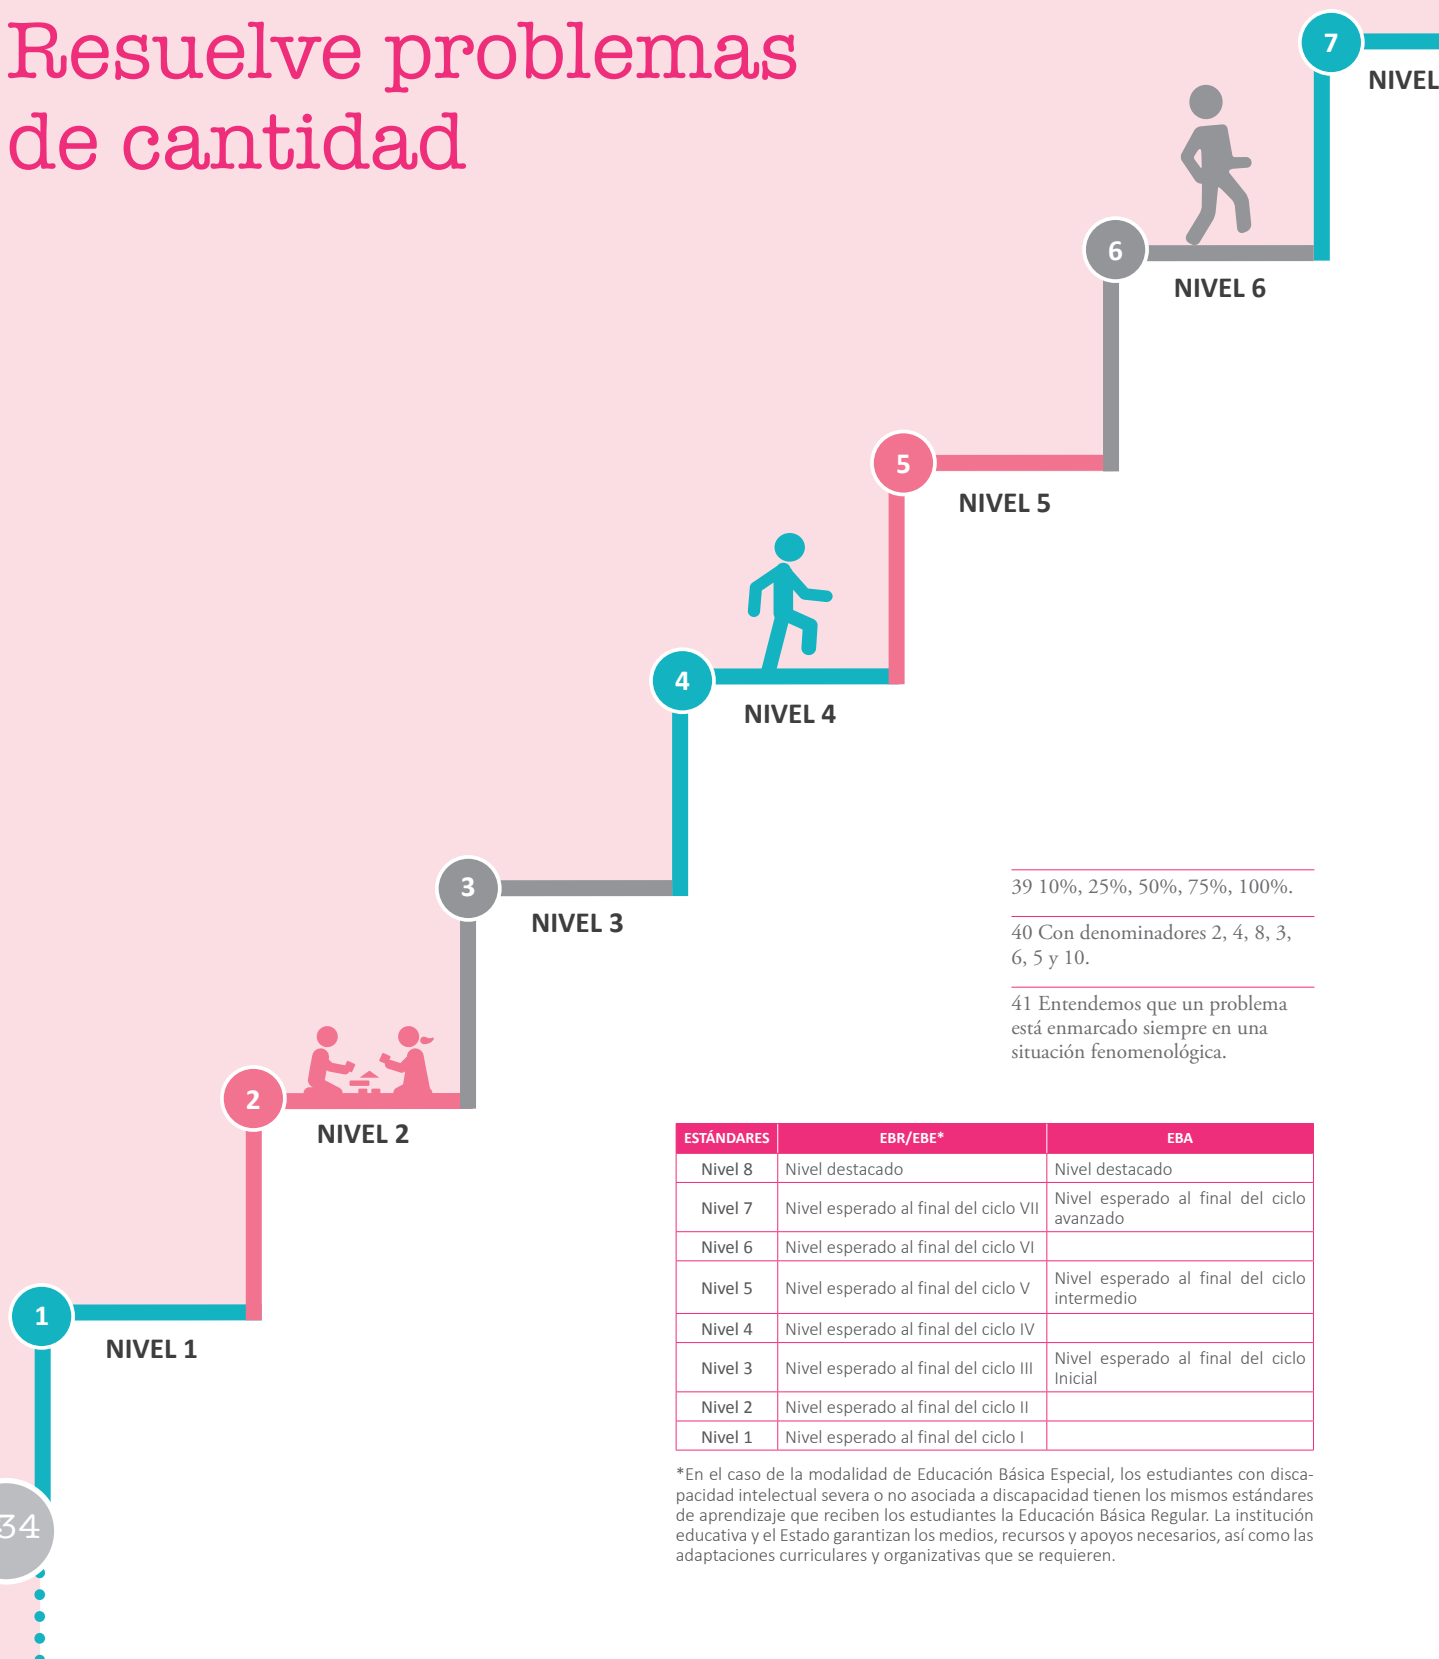 Resuelve problemas
de cantidad
7
NIVEL
6
NIVEL 6
5
NIVEL 5
4
NIVEL 4
3
NIVEL 3
2
NIVEL 2
1
NIVEL 1
34
39 10%, 25%, 50%, 75%, 100%.
40 Con denominadores 2, 4, 8, 3,
6, 5 y 10.
41 Entendemos que un problema
está enmarcado siempre en una
situación fenomenológica.
ESTÁNDARES EBR/EBE* EBA
Nivel 8 Nivel destacado Nivel destacado
Nivel 7 Nivel esperado al final del ciclo VII Nivel esperado al final del ciclo
avanzado
Nivel 6 Nivel esperado al final del ciclo VI
Nivel 5 Nivel esperado al final del ciclo V Nivel esperado al final del ciclo
intermedio
Nivel 4 Nivel esperado al final del ciclo IV
Nivel 3 Nivel esperado al final del ciclo III Nivel esperado al final del ciclo
Inicial
Nivel 2 Nivel esperado al final del ciclo II
Nivel 1 Nivel esperado al final del ciclo I
*En el caso de la modalidad de Educación Básica Especial, los estudiantes con disca-
pacidad intelectual severa o no asociada a discapacidad tienen los mismos estándares
de aprendizaje que reciben los estudiantes la Educación Básica Regular. La institución
educativa y el Estado garantizan los medios, recursos y apoyos necesarios, así como las
adaptaciones curriculares y organizativas que se requieren.